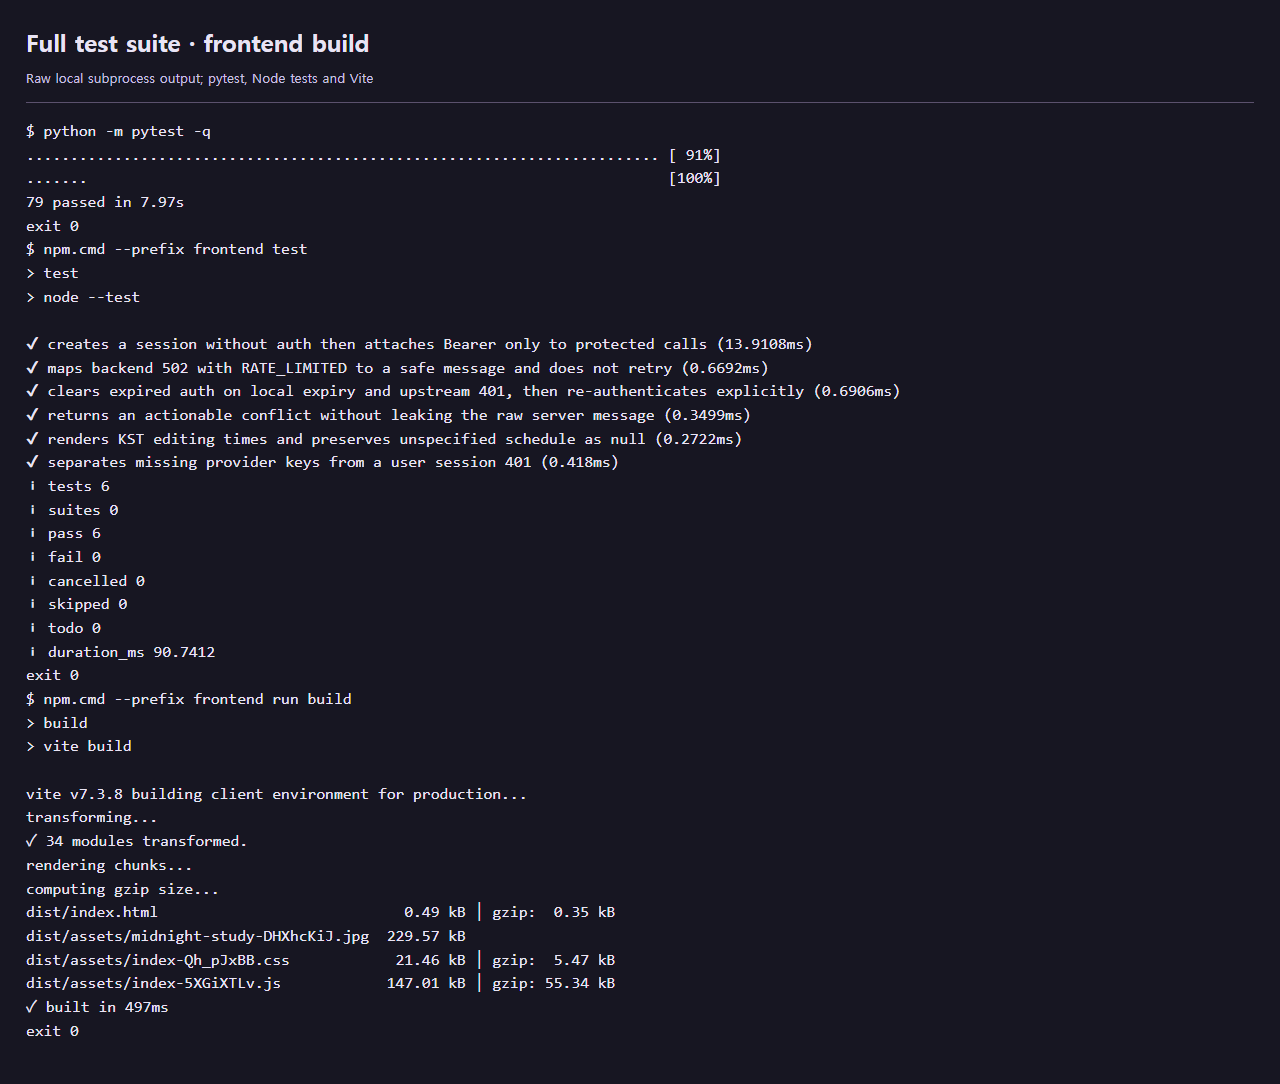 Full test suite · frontend build
Raw local subprocess output; pytest, Node tests and Vite
$ python -m pytest -q
........................................................................ [ 91%]
.......                                                                  [100%]
79 passed in 7.97s
exit 0
$ npm.cmd --prefix frontend test
> test
> node --test
✔ creates a session without auth then attaches Bearer only to protected calls (13.9108ms)
✔ maps backend 502 with RATE_LIMITED to a safe message and does not retry (0.6692ms)
✔ clears expired auth on local expiry and upstream 401, then re-authenticates explicitly (0.6906ms)
✔ returns an actionable conflict without leaking the raw server message (0.3499ms)
✔ renders KST editing times and preserves unspecified schedule as null (0.2722ms)
✔ separates missing provider keys from a user session 401 (0.418ms)
ℹ tests 6
ℹ suites 0
ℹ pass 6
ℹ fail 0
ℹ cancelled 0
ℹ skipped 0
ℹ todo 0
ℹ duration_ms 90.7412
exit 0
$ npm.cmd --prefix frontend run build
> build
> vite build
vite v7.3.8 building client environment for production...
transforming...
✓ 34 modules transformed.
rendering chunks...
computing gzip size...
dist/index.html                            0.49 kB │ gzip:  0.35 kB
dist/assets/midnight-study-DHXhcKiJ.jpg  229.57 kB
dist/assets/index-Qh_pJxBB.css            21.46 kB │ gzip:  5.47 kB
dist/assets/index-5XGiXTLv.js            147.01 kB │ gzip: 55.34 kB
✓ built in 497ms
exit 0